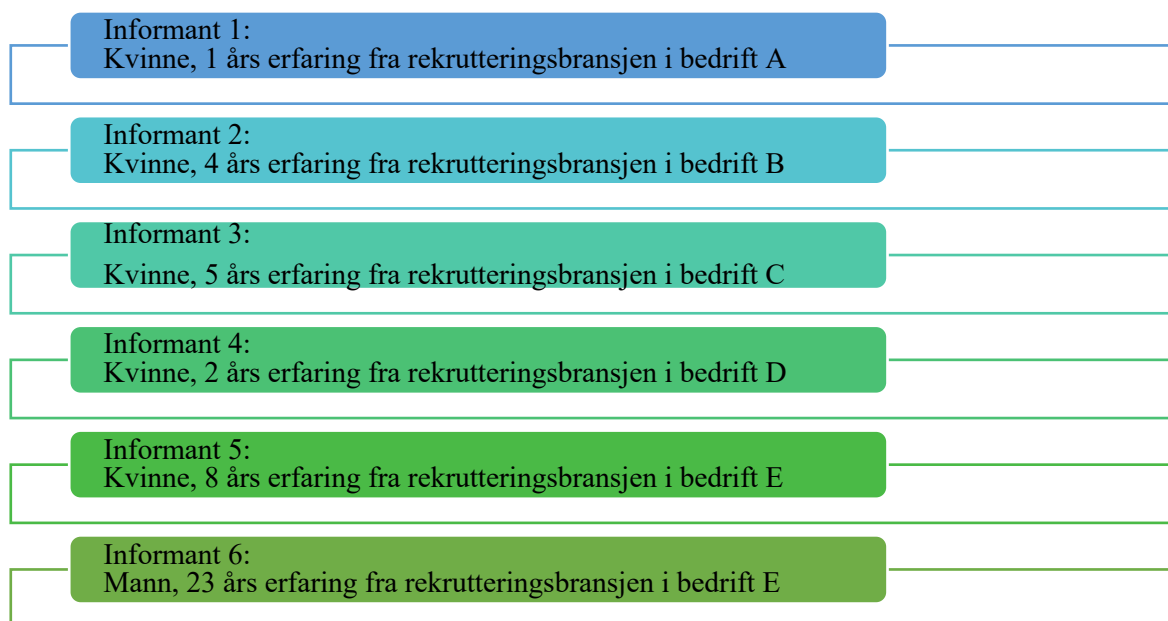 Informant 1:
Kvinne, 1 års erfaring fra rekrutteringsbransjen i bedrift A
Informant 2:
Kvinne, 4 års erfaring fra rekrutteringsbransjen i bedrift B
Informant 3:
Kvinne, 5 års erfaring fra rekrutteringsbransjen i bedrift C
Informant 4:
Kvinne, 2 års erfaring fra rekrutteringsbransjen i bedrift D
Informant 5:
Kvinne, 8 års erfaring fra rekrutteringsbransjen i bedrift E
Informant 6:
Mann, 23 års erfaring fra rekrutteringsbransjen i bedrift E